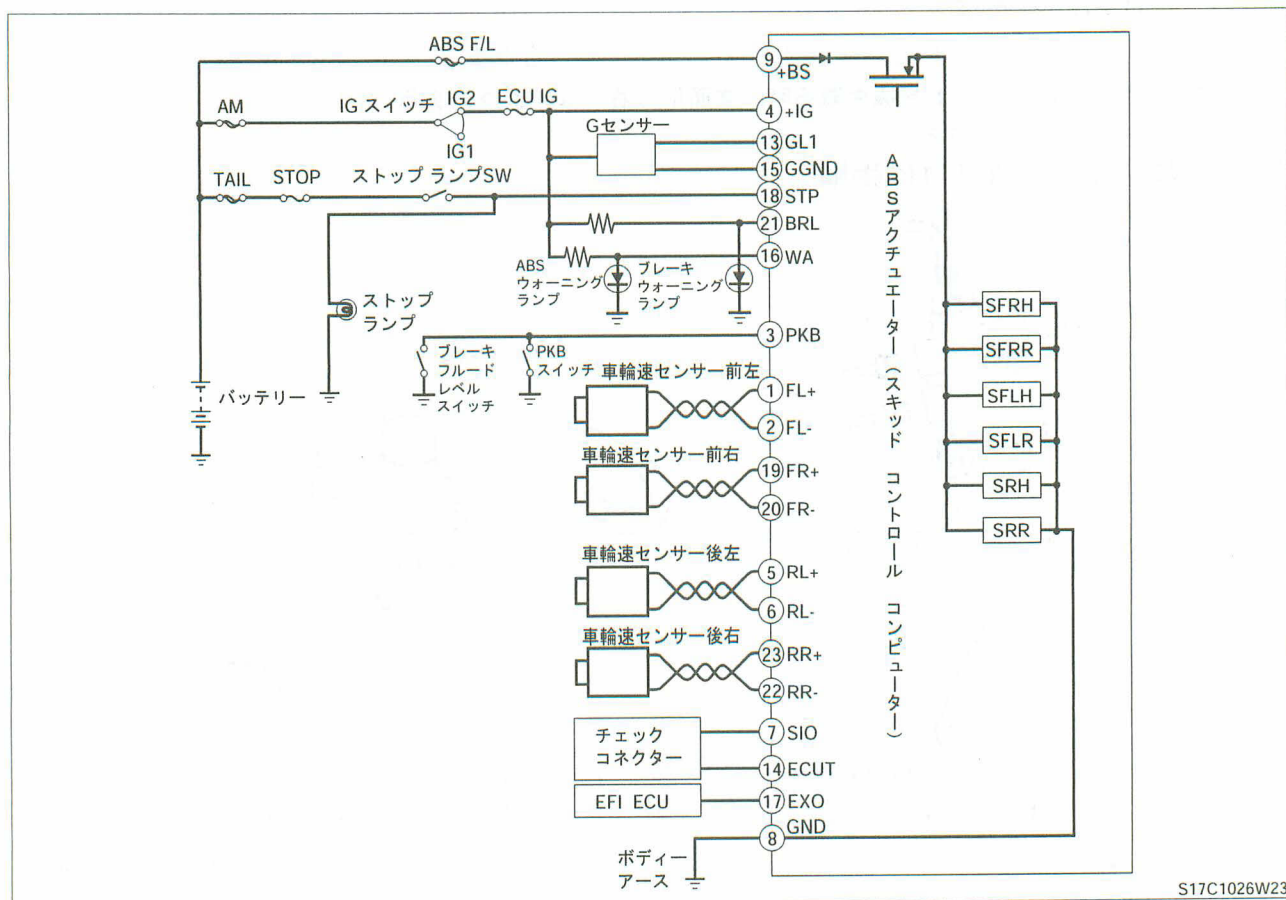 ABS F/L
9
+BS
AM
IG スイッチ
IG2
ECU IG
4
+IG
IG1
Gセンサー
13
GL1
15
GGND
TAIL
STOP
ストップ ランプSW
18
STP
21
BRL
16
WA
ABS
ウォーニング
ランプ
ブレーキ
ウォーニング
ランプ
ストップ
ランプ
3
PKB
ブレーキ
フルード
レベル
スイッチ
PKB
スイッチ
バッテリー
車輪速センサー前左
1
FL+
2
FL-
車輪速センサー前右
19
FR+
20
FR-
車輪速センサー後左
5
RL+
6
RL-
車輪速センサー後右
23
RR+
22
RR-
チェック
コネクター
7
SIO
14
ECUT
EFI ECU
17
EXO
8
GND
ボディー
アース
ABSアクチュエーター(スキッド コントロール コンピューター)
SFRH
SFRR
SFLH
SFLR
SRH
SRR
S17C1026W23